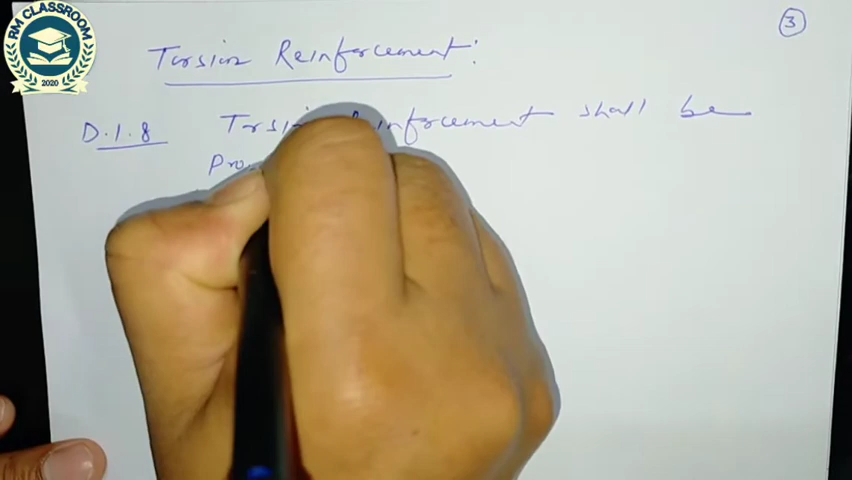 RM CLASSROOM
2020
3
Torsion Reinforcement:
D.1.8 Torsion Reinforcement shall be